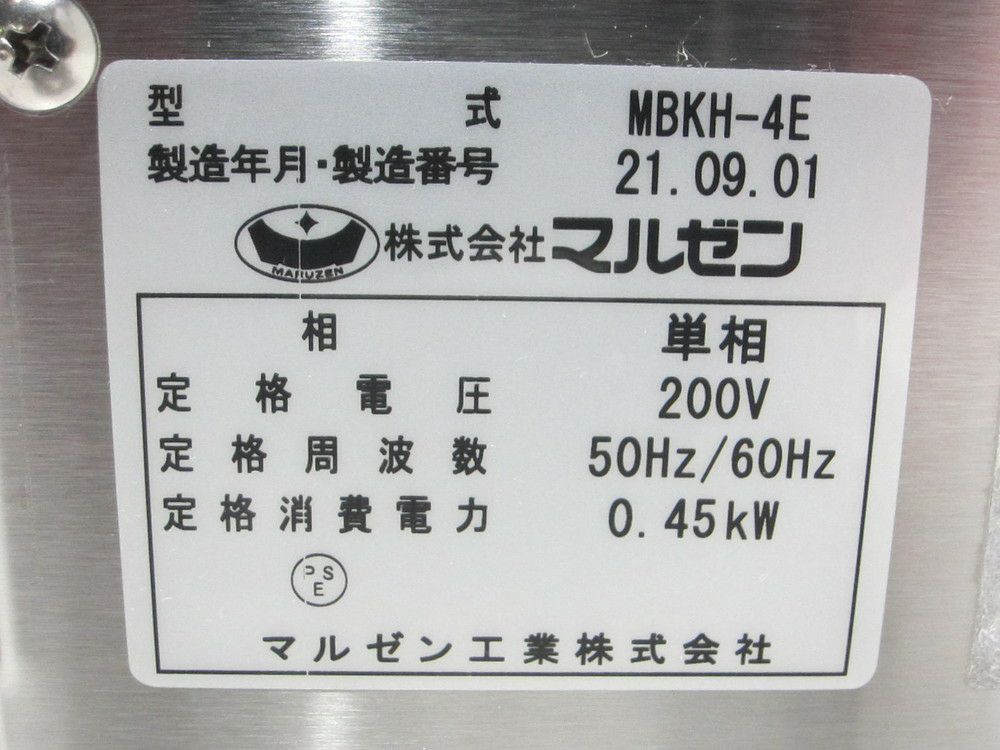 型式 MBKH-4E
製造年月・製造番号 21.09.01
MARUZEN 株式会社マルゼン
相 単相
定格電圧 200V
定格周波数 50Hz/60Hz
定格消費電力 0.45kW
PSE
マルゼン工業株式会社